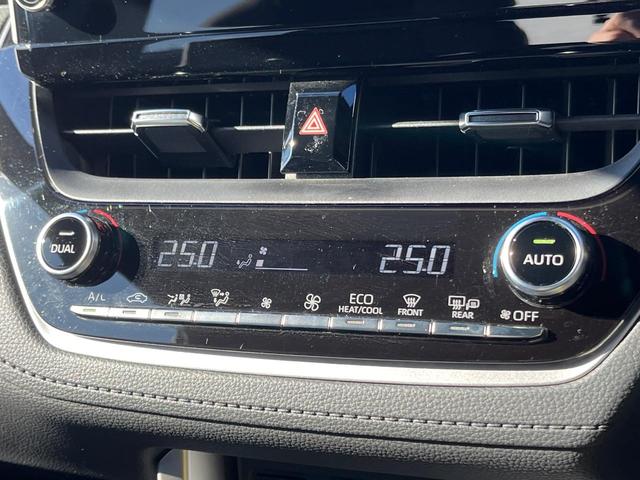 DUAL
25.0
25.0
AUTO
A/L
ECO
HEAT/COOL
FRONT
REAR
OFF